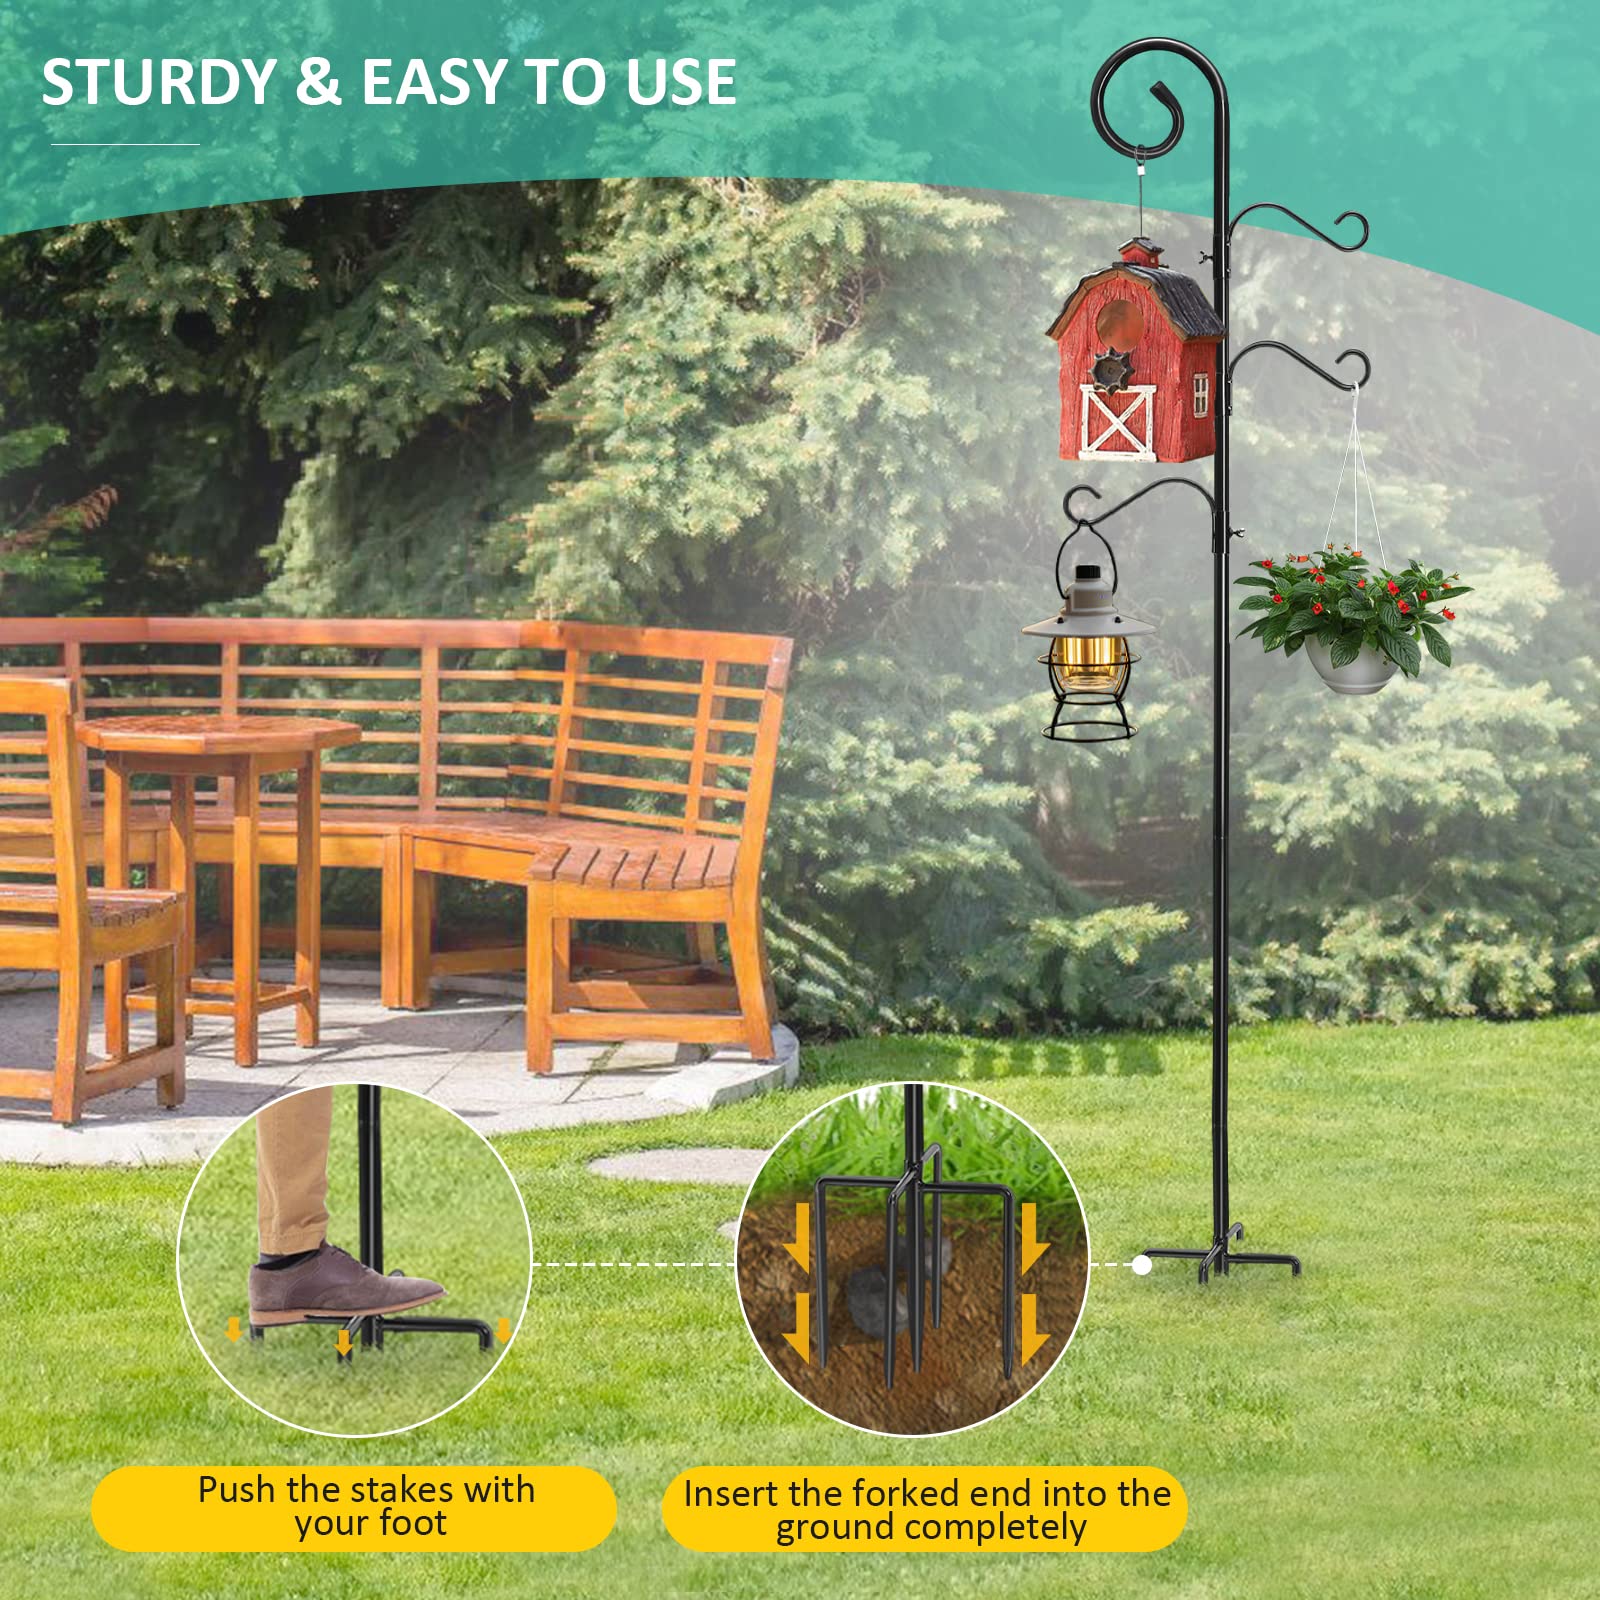 STURDY & EASY TO USE
Push the stakes with
your foot
Insert the forked end into the
ground completely